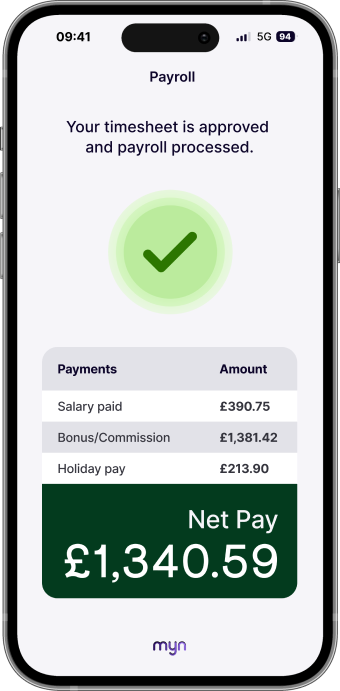 09:41 5G 94
Payroll
Your timesheet is approved
and payroll processed.
Payments Amount
Salary paid £390.75
Bonus/Commission £1,381.42
Holiday pay £213.90
Net Pay
£1,340.59
myn